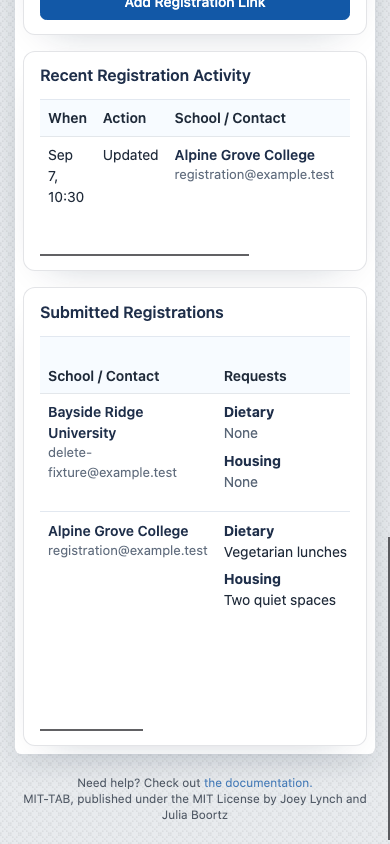 Add Registration Link
Recent Registration Activity
When Action School / Contact
Sep 7, 10:30 Updated Alpine Grove College
registration@example.test
Submitted Registrations
School / Contact Requests
Bayside Ridge University
delete-fixture@example.test
Dietary
None
Housing
None
Alpine Grove College
registration@example.test
Dietary
Vegetarian lunches
Housing
Two quiet spaces
Need help? Check out the documentation.
MIT-TAB, published under the MIT License by Joey Lynch and
Julia Boortz